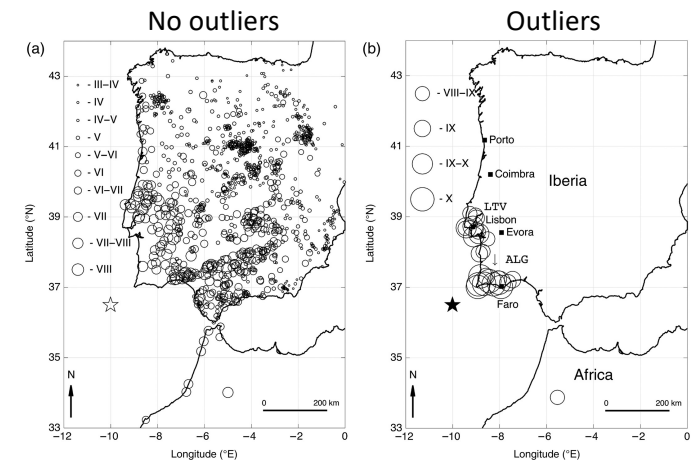 No outliers
Outliers
(a)
43
41
39
37
35
33
Latitude (°N)
- III–IV
- IV
- IV–V
- V
- V–VI
- VI
- VI–VII
- VII
- VII–VIII
- VIII
N
0 200 km
−12 −10 −8 −6 −4 −2 0
Longitude (°E)
(b)
43
41
39
37
35
33
Latitude (°N)
- VIII–IX
- IX
- IX–X
- X
Porto
Coimbra
Iberia
LTV
Lisbon
Evora
ALG
Faro
Africa
N
0 200 km
−12 −10 −8 −6 −4 −2 0
Longitude (°E)